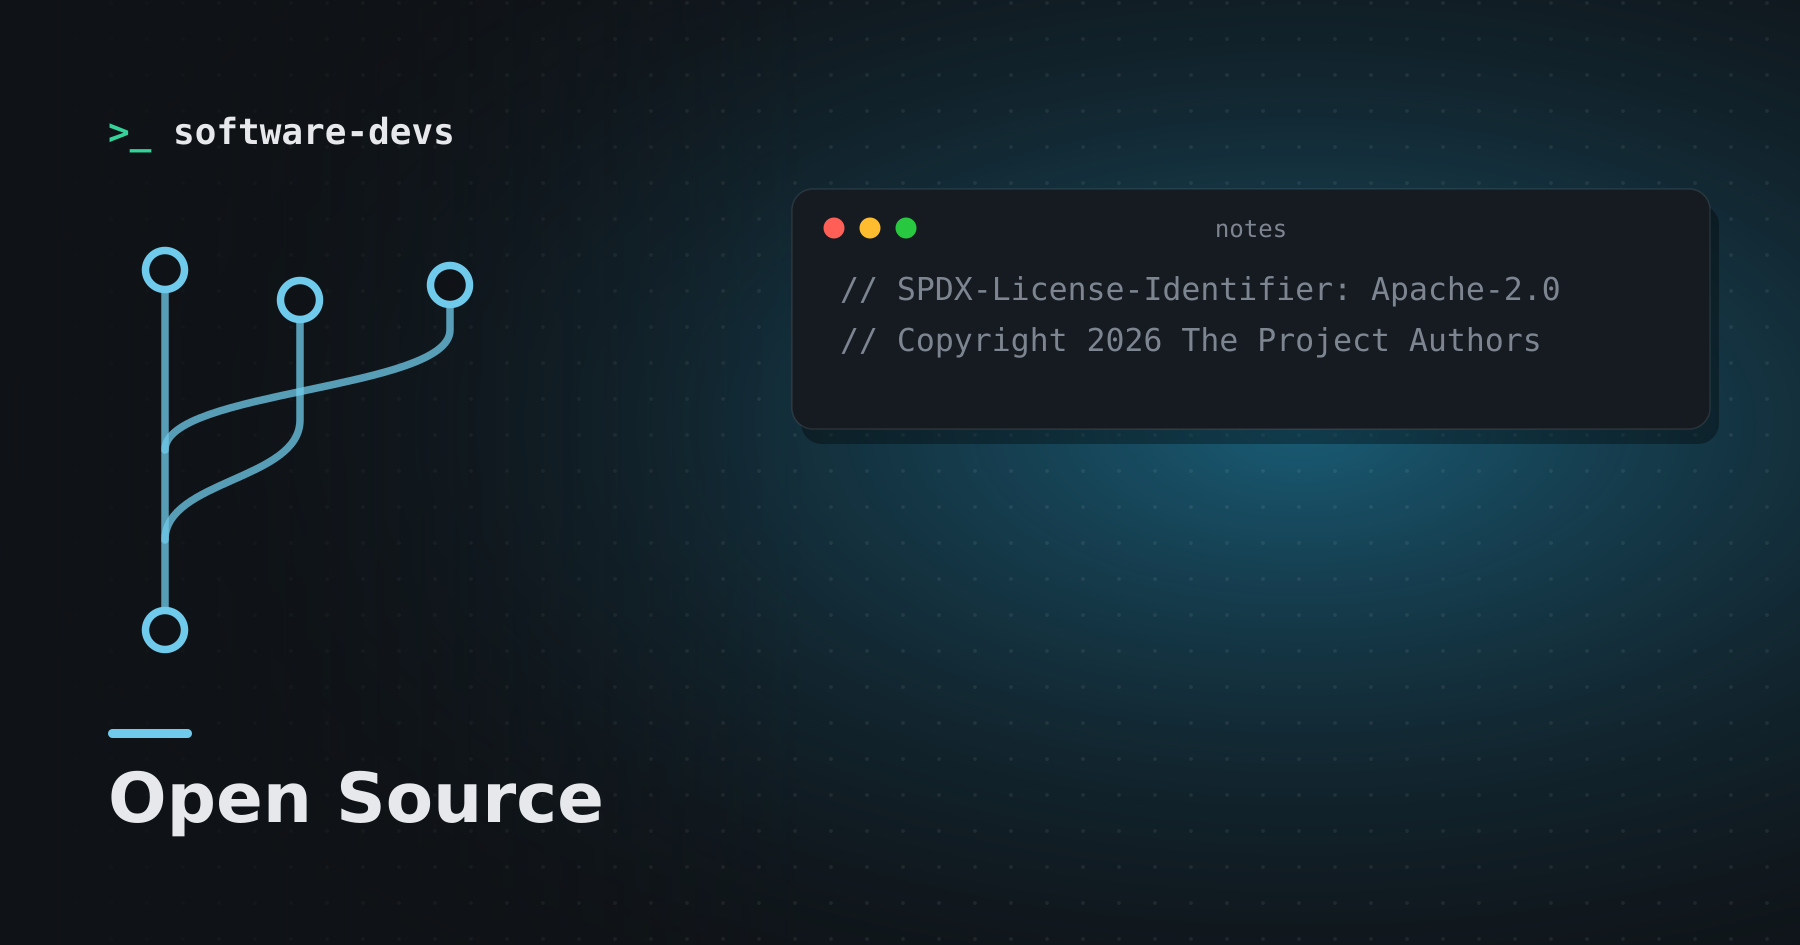 >_ software-devs
notes
// SPDX-License-Identifier: Apache-2.0
// Copyright 2026 The Project Authors
Open Source